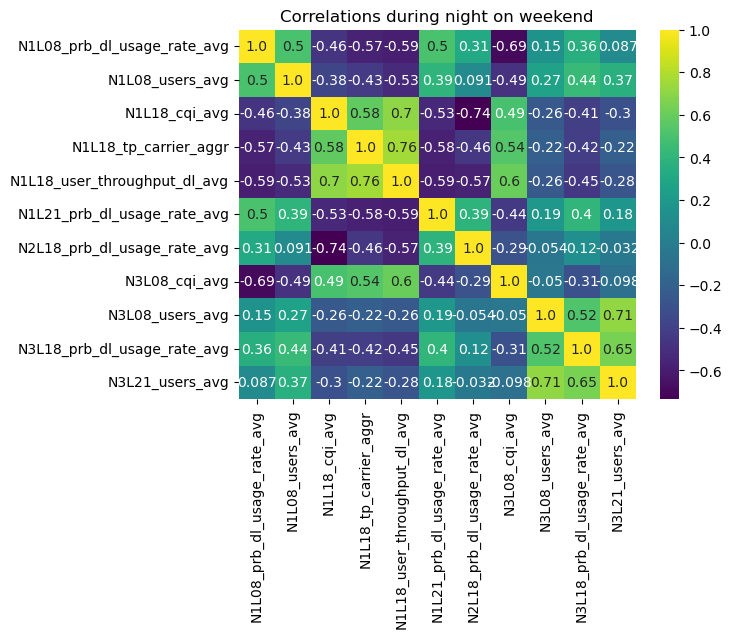 Correlations during night on weekend
N1L08_prb_dl_usage_rate_avg 1.0 0.5 -0.46 -0.57 -0.59 0.5 0.31 -0.69 0.15 0.36 0.087
N1L08_users_avg 0.5 1.0 -0.38 -0.43 -0.53 0.39 0.091 -0.49 0.27 0.44 0.37
N1L18_cqi_avg -0.46 -0.38 1.0 0.58 0.7 -0.53 -0.74 0.49 -0.26 -0.41 -0.3
N1L18_tp_carrier_aggr -0.57 -0.43 0.58 1.0 0.76 -0.58 -0.46 0.54 -0.22 -0.42 -0.22
N1L18_user_throughput_dl_avg -0.59 -0.53 0.7 0.76 1.0 -0.59 -0.57 0.6 -0.26 -0.45 -0.28
N1L21_prb_dl_usage_rate_avg 0.5 0.39 -0.53 -0.58 -0.59 1.0 0.39 -0.44 0.19 0.4 0.18
N2L18_prb_dl_usage_rate_avg 0.31 0.091 -0.74 -0.46 -0.57 0.39 1.0 -0.29 -0.054 0.12 -0.032
N3L08_cqi_avg -0.69 -0.49 0.49 0.54 0.6 -0.44 -0.29 1.0 -0.05 -0.31 -0.098
N3L08_users_avg 0.15 0.27 -0.26 -0.22 -0.26 0.19 -0.054 -0.05 1.0 0.52 0.71
N3L18_prb_dl_usage_rate_avg 0.36 0.44 -0.41 -0.42 -0.45 0.4 0.12 -0.31 0.52 1.0 0.65
N3L21_users_avg 0.087 0.37 -0.3 -0.22 -0.28 0.18 -0.032 -0.098 0.71 0.65 1.0
N1L08_prb_dl_usage_rate_avg
N1L08_users_avg
N1L18_cqi_avg
N1L18_tp_carrier_aggr
N1L18_user_throughput_dl_avg
N1L21_prb_dl_usage_rate_avg
N2L18_prb_dl_usage_rate_avg
N3L08_cqi_avg
N3L08_users_avg
N3L18_prb_dl_usage_rate_avg
N3L21_users_avg
1.0
0.8
0.6
0.4
0.2
0.0
−0.2
−0.4
−0.6